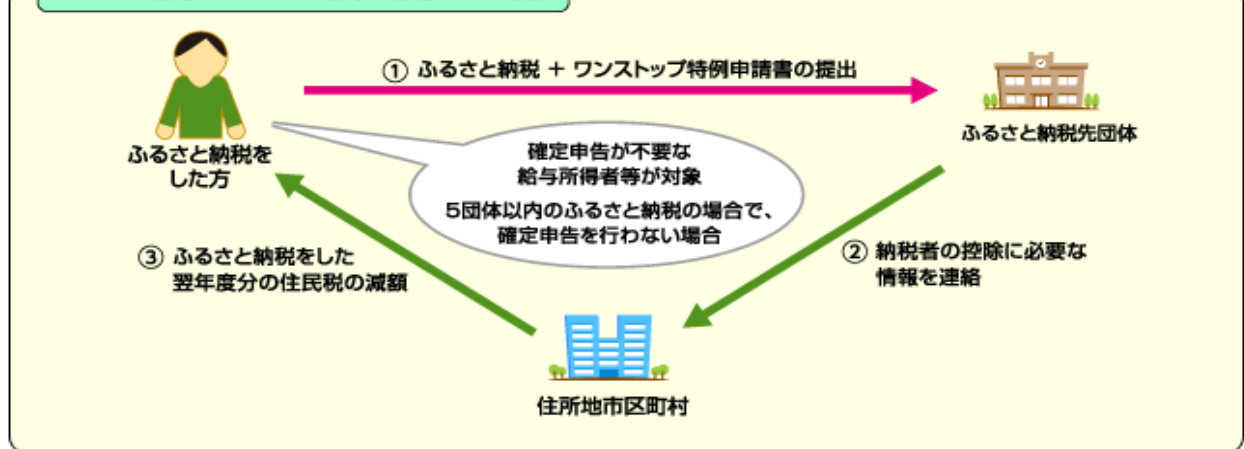 ① ふるさと納税 + ワンストップ特例申請書の提出
ふるさと納税先団体
ふるさと納税を
した方
確定申告が不要な
給与所得者等が対象
5団体以内のふるさと納税の場合で、
確定申告を行わない場合
③ ふるさと納税をした
翌年度分の住民税の減額
② 納税者の控除に必要な
情報を連絡
住所地市区町村